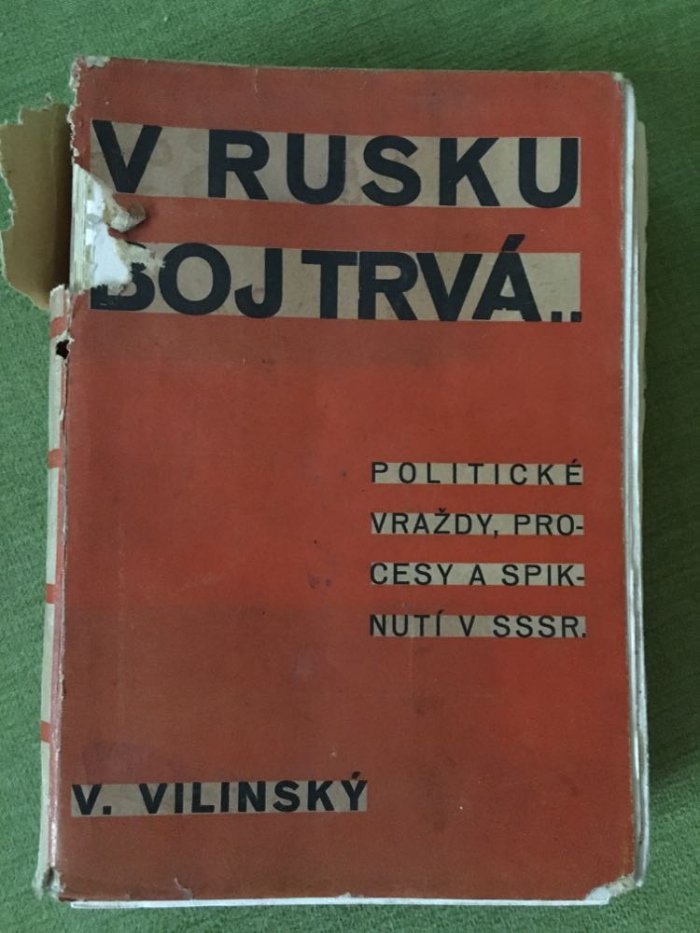 V RUSKU
BOJ TRVÁ..
POLITICKÉ
VRAŽDY, PRO-
CESY A SPIK-
NUTÍ V SSSR.
V. VILINSKÝ